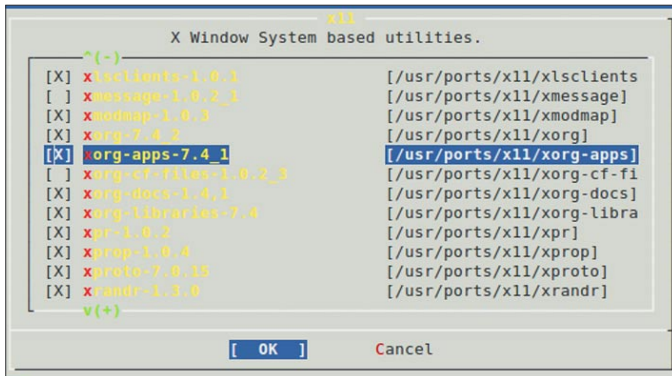 x11
X Window System based utilities.
^(-)
[X] xlsclients-1.0.1 [/usr/ports/x11/xlsclients
[ ] xmessage-1.0.2_1 [/usr/ports/x11/xmessage]
[X] xmodmap-1.0.3 [/usr/ports/x11/xmodmap]
[X] xorg-7.4_2 [/usr/ports/x11/xorg]
[X] xorg-apps-7.4_1 [/usr/ports/x11/xorg-apps]
[ ] xorg-cf-files-1.0.2_3 [/usr/ports/x11/xorg-cf-fi
[X] xorg-docs-1.4,1 [/usr/ports/x11/xorg-docs]
[X] xorg-libraries-7.4 [/usr/ports/x11/xorg-libra
[X] xpr-1.0.2 [/usr/ports/x11/xpr]
[X] xprop-1.0.4 [/usr/ports/x11/xprop]
[X] xproto-7.0.15 [/usr/ports/x11/xproto]
[X] xrandr-1.3.0 [/usr/ports/x11/xrandr]
v(+)
[ OK ] Cancel